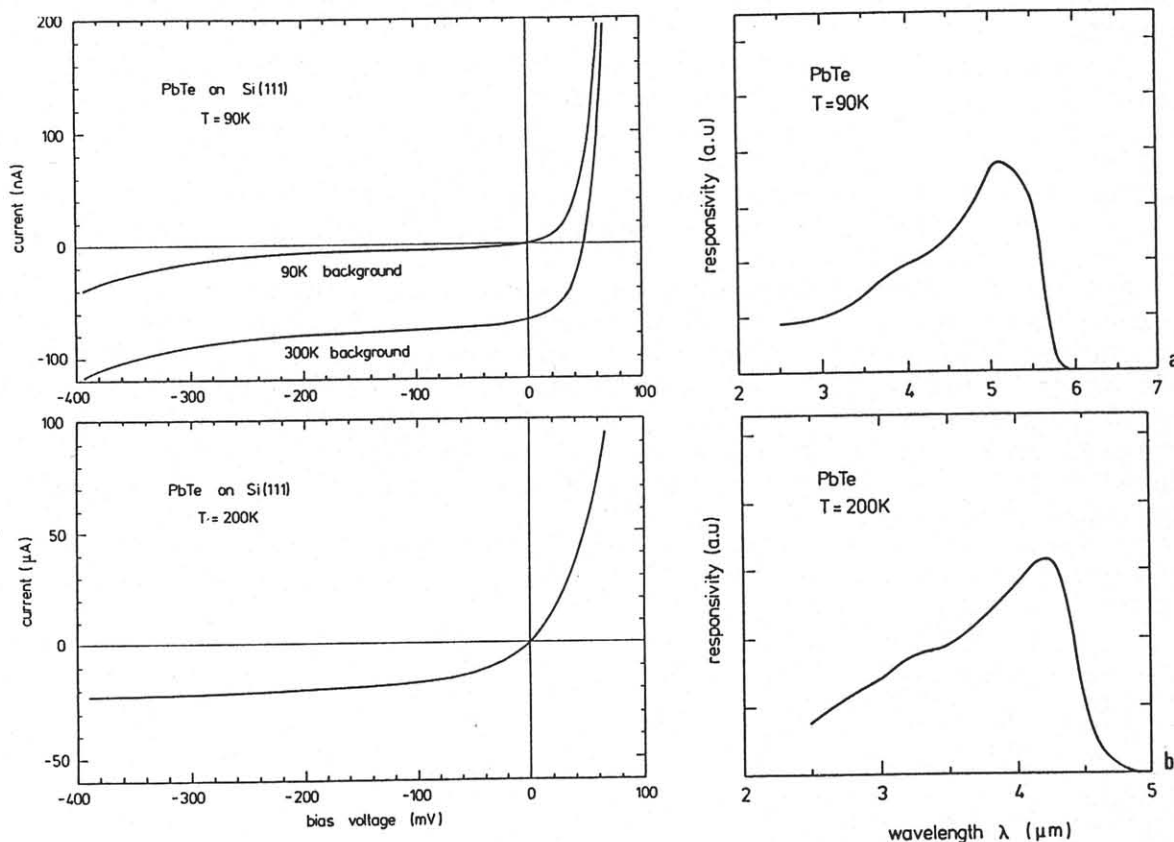 200
100
0
-100
current (nA)
PbTe on Si(111)
T = 90K
90K background
300K background
-400
-300
-200
-100
0
100
PbTe
T = 90K
responsivity (a.u)
2
3
4
5
6
7
a
100
50
0
-50
current (μA)
PbTe on Si(111)
T = 200K
-400
-300
-200
-100
0
100
bias voltage (mV)
PbTe
T = 200K
responsivity (a.u)
2
3
4
5
b
wavelength λ (μm)